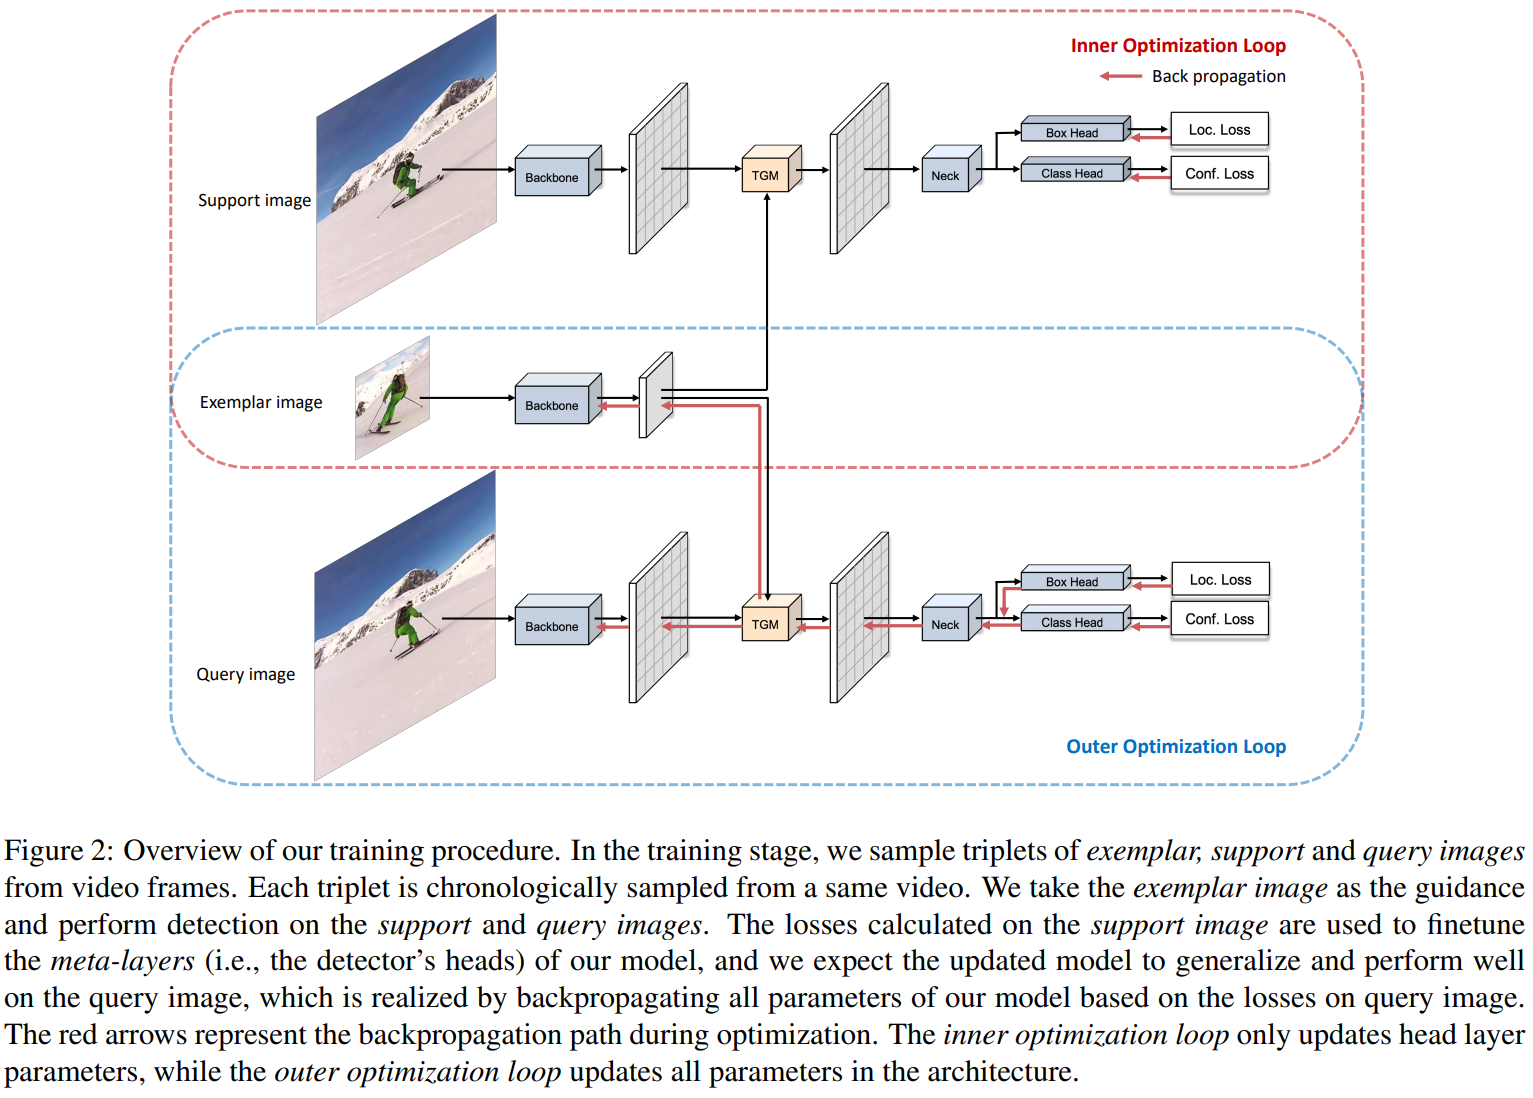 Inner Optimization Loop
Back propagation
Support image
Backbone
TGM
Neck
Box Head
Class Head
Loc. Loss
Conf. Loss
Exemplar image
Backbone
Query image
Backbone
TGM
Neck
Box Head
Class Head
Loc. Loss
Conf. Loss
Outer Optimization Loop
Figure 2: Overview of our training procedure. In the training stage, we sample triplets of exemplar, support and query images
from video frames. Each triplet is chronologically sampled from a same video. We take the exemplar image as the guidance
and perform detection on the support and query images. The losses calculated on the support image are used to finetune
the meta-layers (i.e., the detector's heads) of our model, and we expect the updated model to generalize and perform well
on the query image, which is realized by backpropagating all parameters of our model based on the losses on query image.
The red arrows represent the backpropagation path during optimization. The inner optimization loop only updates head layer
parameters, while the outer optimization loop updates all parameters in the architecture.